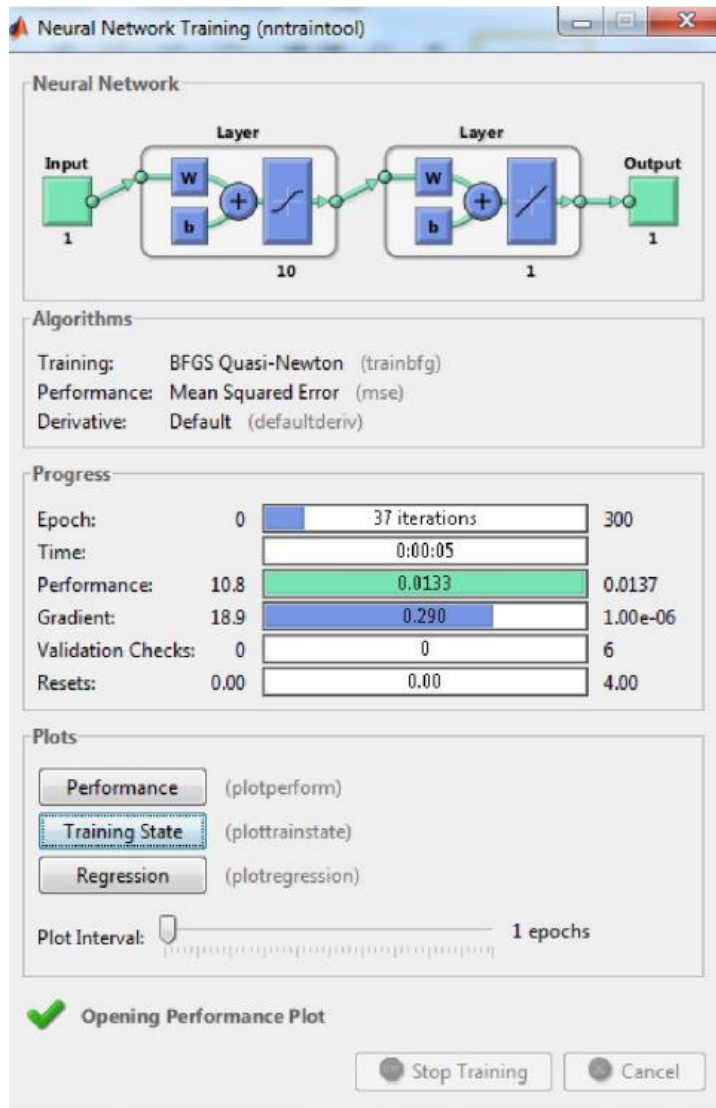 Neural Network Training (nntraintool)
Neural Network
Layer Layer
Input Output
W W
b b
1 10 1 1
Algorithms
Training: BFGS Quasi-Newton (trainbfg)
Performance: Mean Squared Error (mse)
Derivative: Default (defaultderiv)
Progress
Epoch: 0 37 iterations 300
Time: 0:00:05
Performance: 10.8 0.0133 0.0137
Gradient: 18.9 0.290 1.00e-06
Validation Checks: 0 0 6
Resets: 0.00 0.00 4.00
Plots
Performance (plotperform)
Training State (plottrainstate)
Regression (plotregression)
Plot Interval: 1 epochs
Opening Performance Plot
Stop Training Cancel